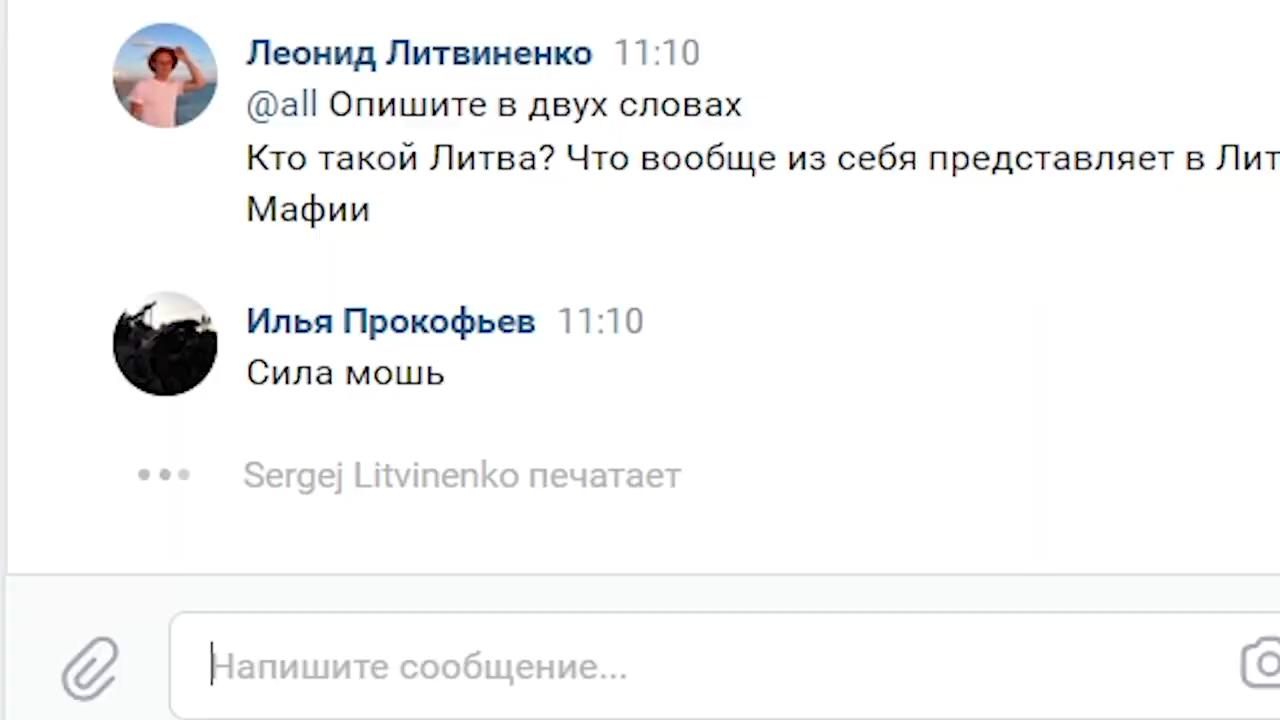 Леонид Литвиненко 11:10
@all Опишите в двух словах
Кто такой Литва? Что вообще из себя представляет в Лит
Мафии
Илья Прокофьев 11:10
Сила мошь
Sergej Litvinenko печатает
Напишите сообщение...